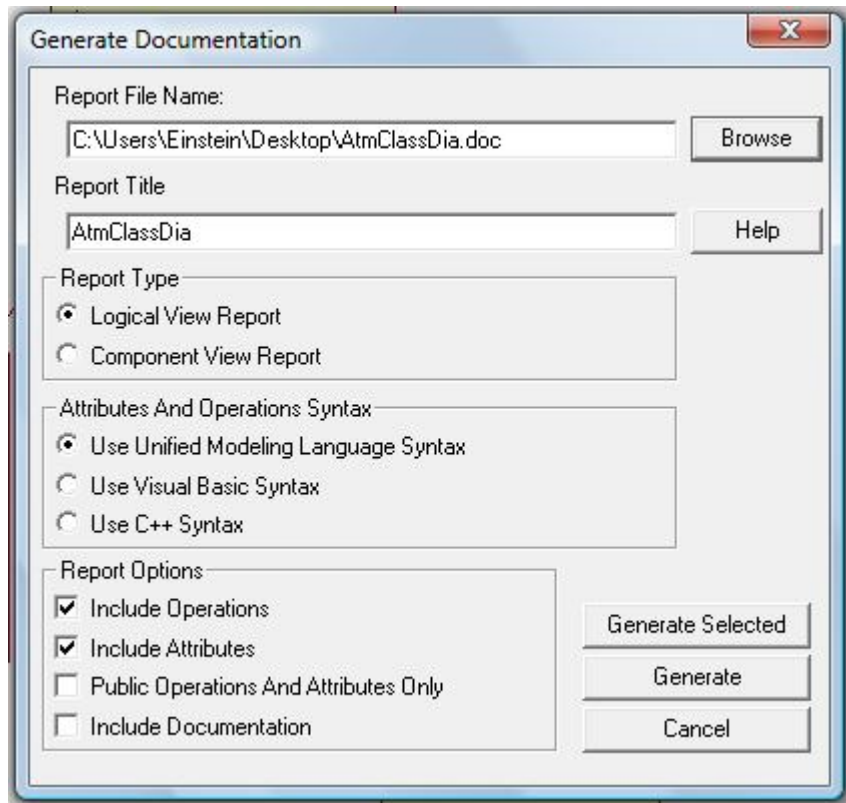 Generate Documentation
Report File Name:
C:\Users\Einstein\Desktop\AtmClassDia.doc
Browse
Report Title
AtmClassDia
Help
Report Type
Logical View Report
Component View Report
Attributes And Operations Syntax
Use Unified Modeling Language Syntax
Use Visual Basic Syntax
Use C++ Syntax
Report Options
Include Operations
Include Attributes
Public Operations And Attributes Only
Include Documentation
Generate Selected
Generate
Cancel